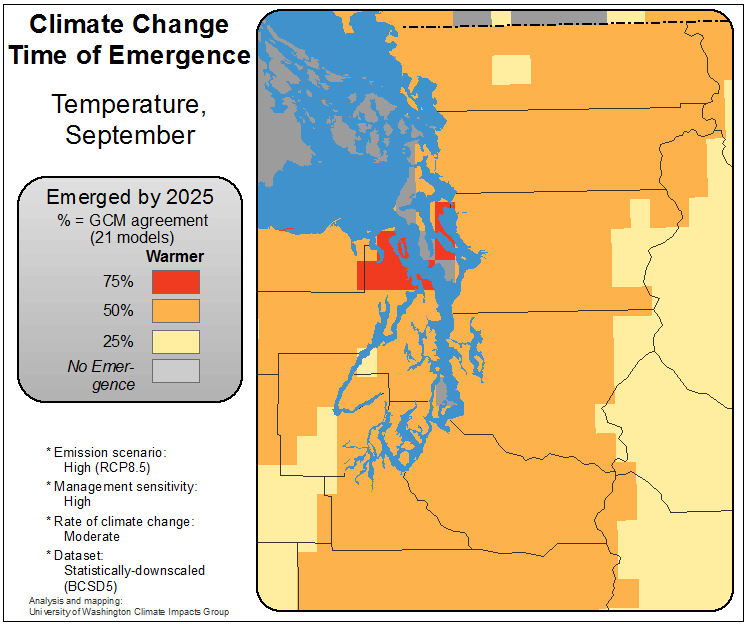 Climate Change
Time of Emergence
Temperature,
September
Emerged by 2025
% = GCM agreement
(21 models)
Warmer
75%
50%
25%
No Emer-
gence
* Emission scenario:
High (RCP8.5)
* Management sensitivity:
High
* Rate of climate change:
Moderate
* Dataset:
Statistically-downscaled
(BCSD5)
Analysis and mapping:
University of Washington Climate Impacts Group